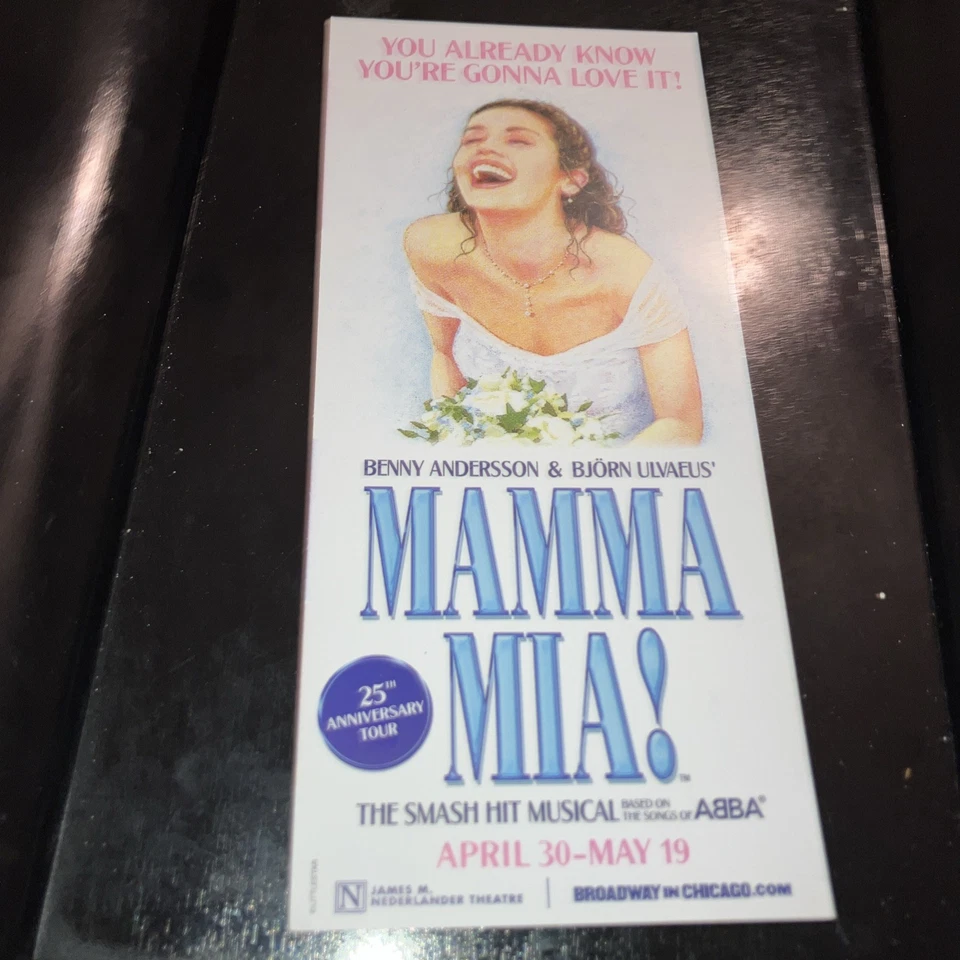 YOU ALREADY KNOW
YOU'RE GONNA LOVE IT!
BENNY ANDERSSON & BJÖRN ULVAEUS'
MAMMA
MIA!™
25TH
ANNIVERSARY
TOUR
THE SMASH HIT MUSICAL BASED ON THE SONGS OF ABBA®
APRIL 30–MAY 19
N JAMES M. NEDERLANDER THEATRE | BROADWAY IN CHICAGO.COM